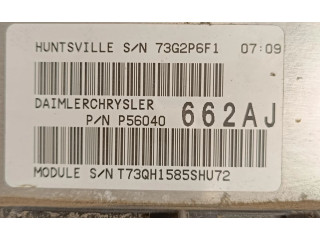 HUNTSVILLE S/N 73G2P6F1 07:09
DAIMLERCHRYSLER
P/N P56040 662AJ
MODULE S/N T73QH1585SHU72